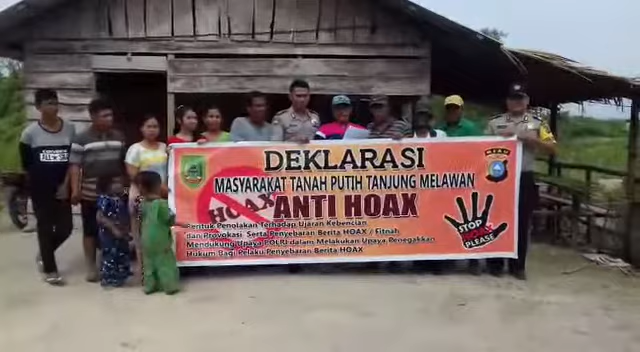 DEKLARASI
MASYARAKAT TANAH PUTIH TANJUNG MELAWAN
HOAX ANTI HOAX
Bentuk Penolakan Terhadap Ujaran Kebencian
dan Provokasi Serta Penyebaran Berita HOAX / Fitnah
Mendukung Upaya POLRI dalam Melakukan Upaya Penegakkan
Hukum Bagi Pelaku Penyebaran Berita HOAX
STOP
HOAX
PLEASE